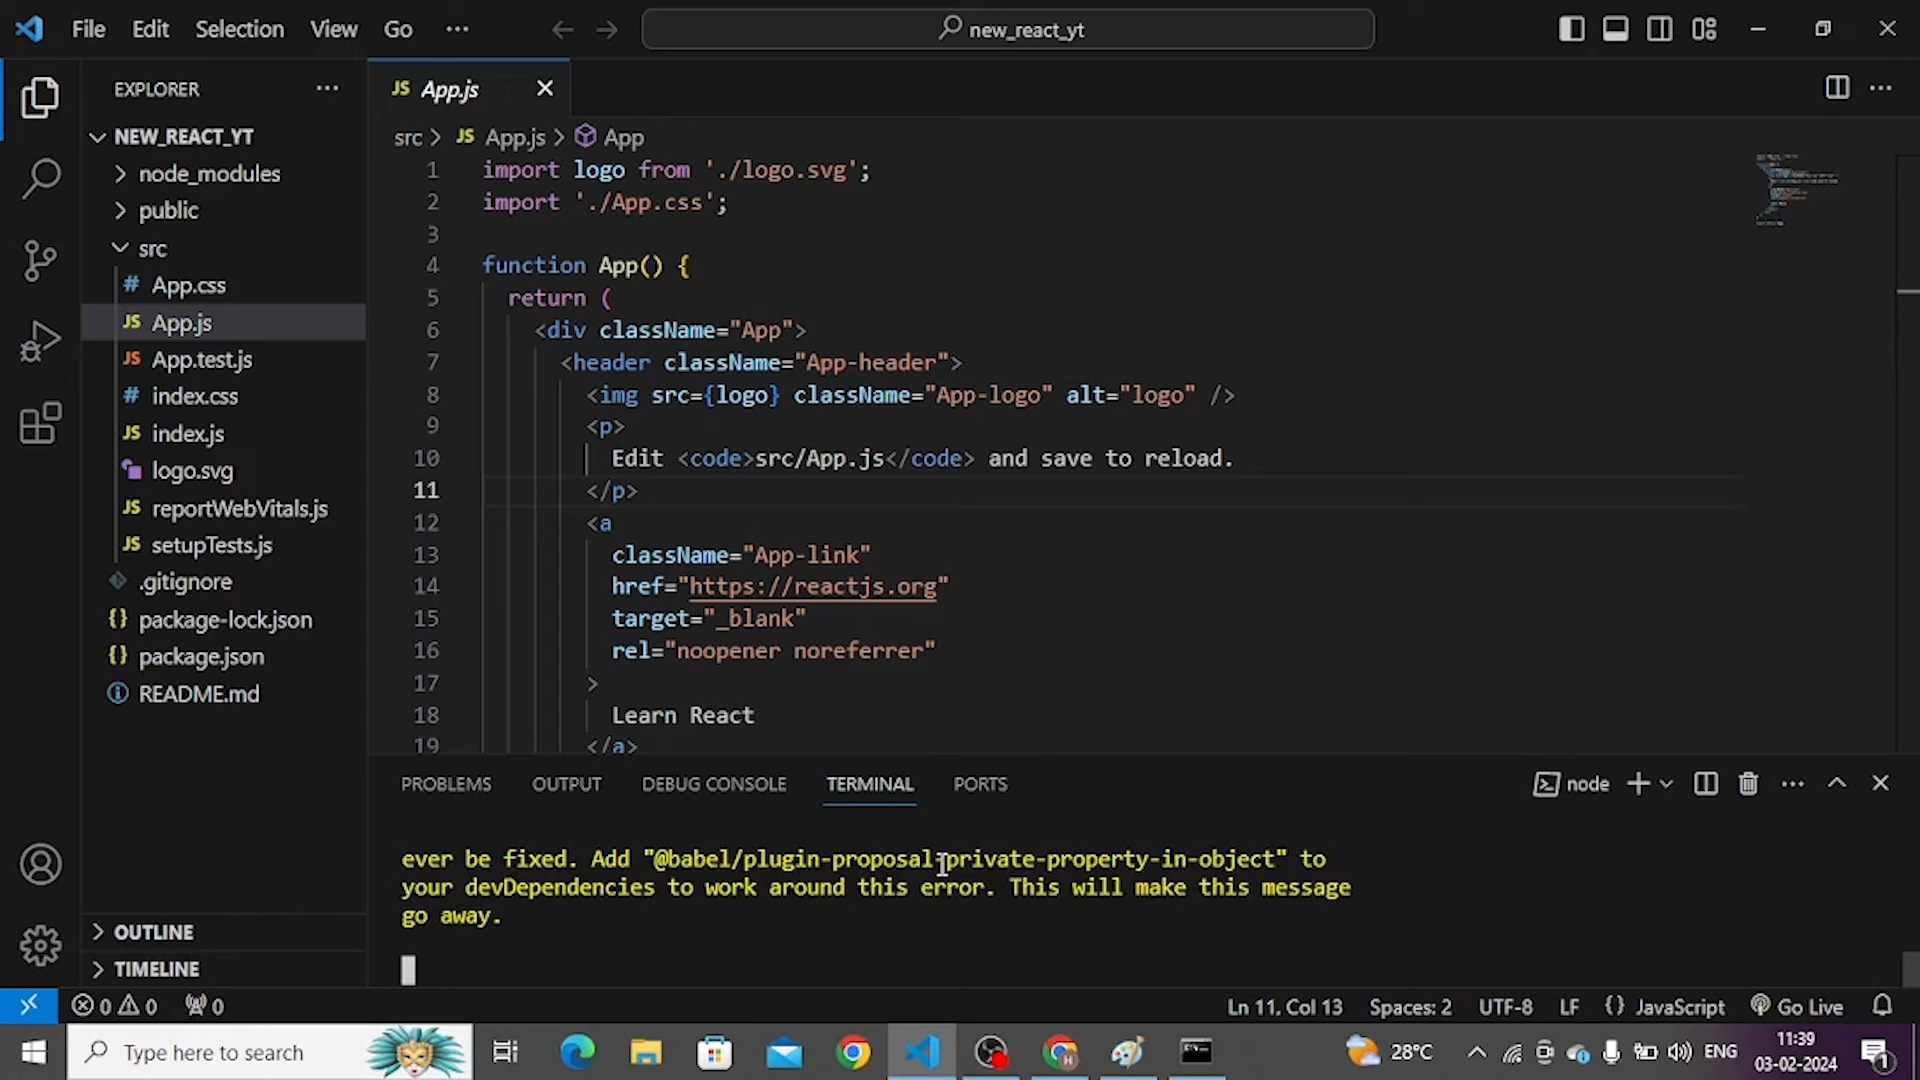 File Edit Selection View Go ··· new_react_yt
EXPLORER ···
NEW_REACT_YT
node_modules
public
src
# App.css
JS App.js
JS App.test.js
# index.css
JS index.js
logo.svg
JS reportWebVitals.js
JS setupTests.js
.gitignore
{} package-lock.json
{} package.json
README.md
OUTLINE
TIMELINE
JS App.js
src > JS App.js > App
1 import logo from './logo.svg';
2 import './App.css';
3
4 function App() {
5 return (
6 <div className="App">
7 <header className="App-header">
8 <img src={logo} className="App-logo" alt="logo" />
9 <p>
10 Edit <code>src/App.js</code> and save to reload.
11 </p>
12 <a
13 className="App-link"
14 href="https://reactjs.org"
15 target="_blank"
16 rel="noopener noreferrer"
17 >
18 Learn React
19 </a>
PROBLEMS OUTPUT DEBUG CONSOLE TERMINAL PORTS node
ever be fixed. Add "@babel/plugin-proposal-private-property-in-object" to
your devDependencies to work around this error. This will make this message
go away.
0 0 0 Ln 11, Col 13 Spaces: 2 UTF-8 LF {} JavaScript Go Live
Type here to search 28°C ENG 11:39
03-02-2024 1